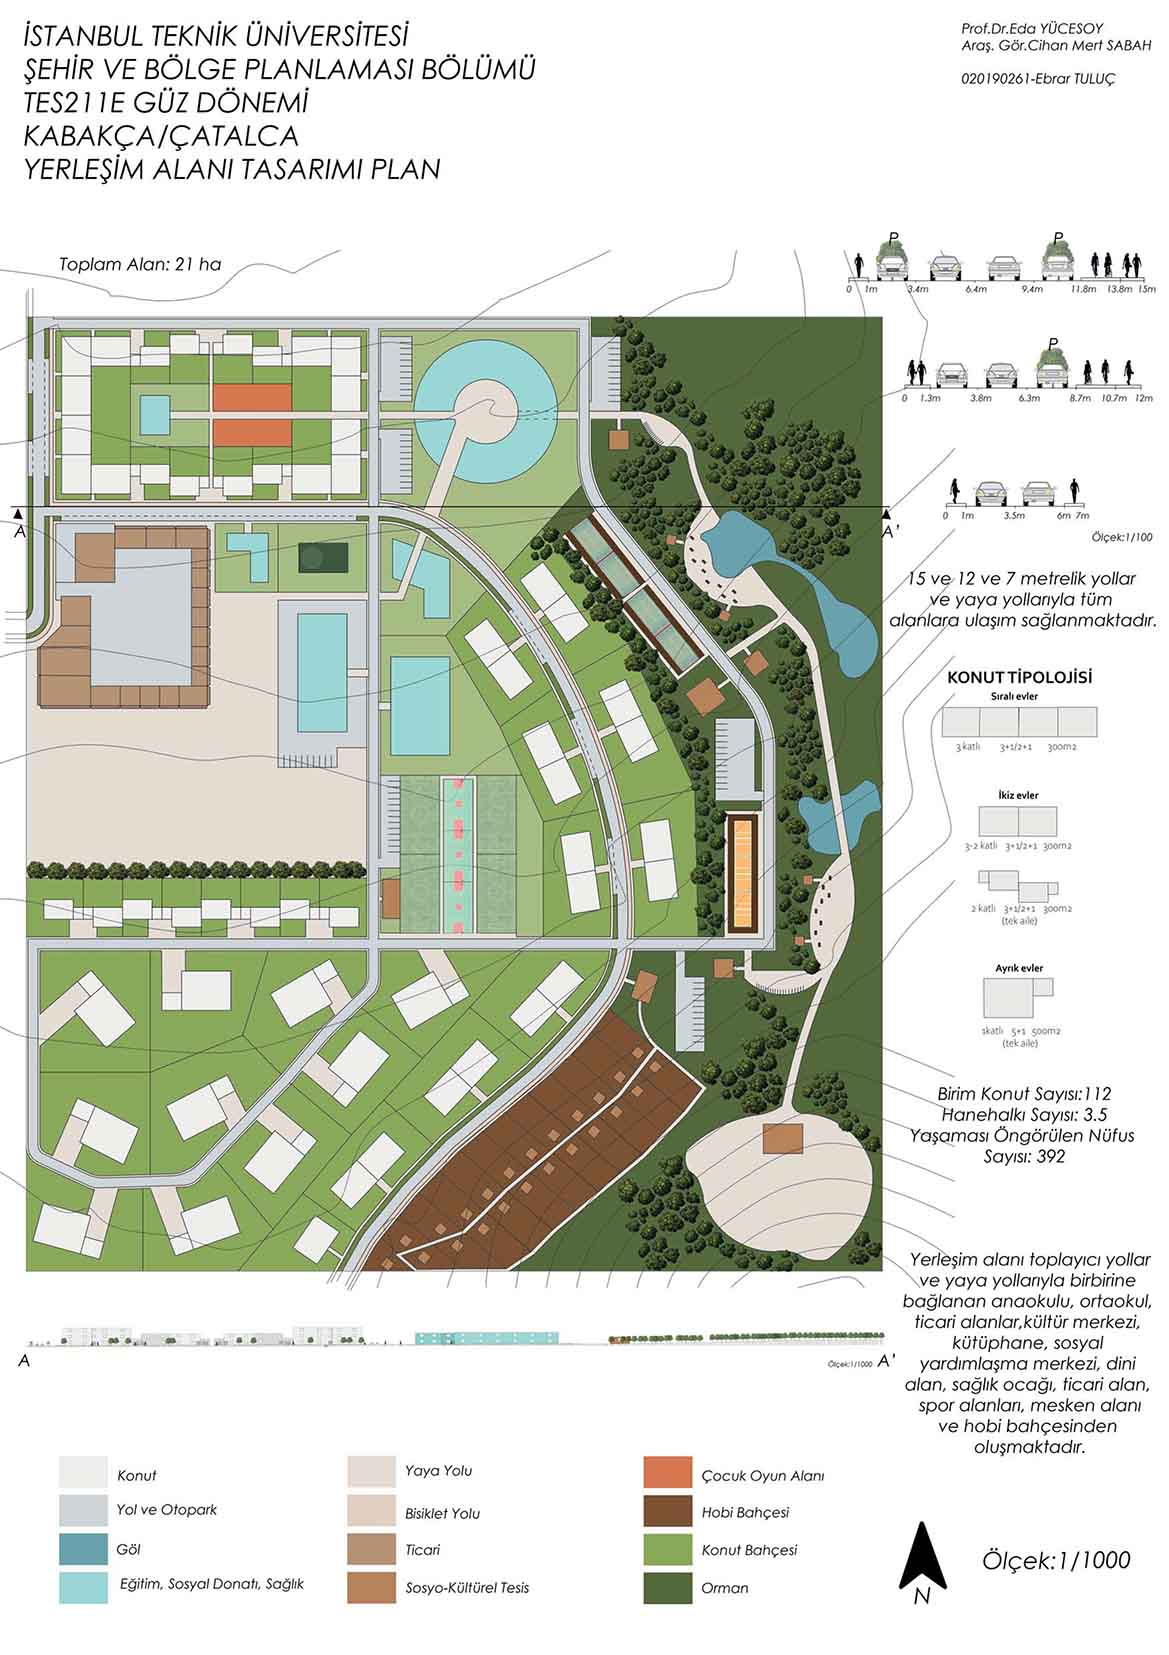 İSTANBUL TEKNİK ÜNİVERSİTESİ
ŞEHİR VE BÖLGE PLANLAMASI BÖLÜMÜ
TES211E GÜZ DÖNEMİ
KABAKÇA/ÇATALCA
YERLEŞİM ALANI TASARIMI PLAN
Prof.Dr.Eda YÜCESOY
Araş. Gör.Cihan Mert SABAH
020190261-Ebrar TULUÇ
Toplam Alan: 21 ha
P P
0 1m 3.4m 6.4m 9.4m 11.8m 13.8m 15m
P
0 1.3m 3.8m 6.3m 8.7m 10.7m 12m
0 1m 3.5m 6m 7m
Ölçek:1/100
A A'
15 ve 12 ve 7 metrelik yollar
ve yaya yollarıyla tüm
alanlara ulaşım sağlanmaktadır.
KONUT TİPOLOJİSİ
Sıralı evler
3 katlı 3+1/2+1 300m2
İkiz evler
3-2 katlı 3+1/2+1 300m2
2 katlı 3+1/2+1 300m2
(tek aile)
Ayrık evler
1katlı 5+1 500m2
(tek aile)
Birim Konut Sayısı:112
Hanehalkı Sayısı: 3.5
Yaşaması Öngörülen Nüfus
Sayısı: 392
Yerleşim alanı toplayıcı yollar
ve yaya yollarıyla birbirine
bağlanan anaokulu, ortaokul,
ticari alanlar,kültür merkezi,
kütüphane, sosyal
yardımlaşma merkezi, dini
alan, sağlık ocağı, ticari alan,
spor alanları, mesken alanı
ve hobi bahçesinden
oluşmaktadır.
A Ölçek:1/1000 A'
Konut
Yol ve Otopark
Göl
Eğitim, Sosyal Donatı, Sağlık
Yaya Yolu
Bisiklet Yolu
Ticari
Sosyo-Kültürel Tesis
Çocuk Oyun Alanı
Hobi Bahçesi
Konut Bahçesi
Orman
N
Ölçek:1/1000